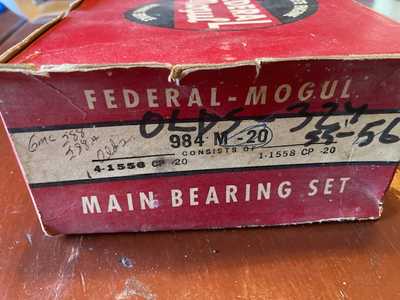 FEDERAL-MOGUL
OLDS - 324
55-56
GMC 288
984 M -20
CONSISTS OF
4-1556 CP -20 1-1558 CP -20
MAIN BEARING SET